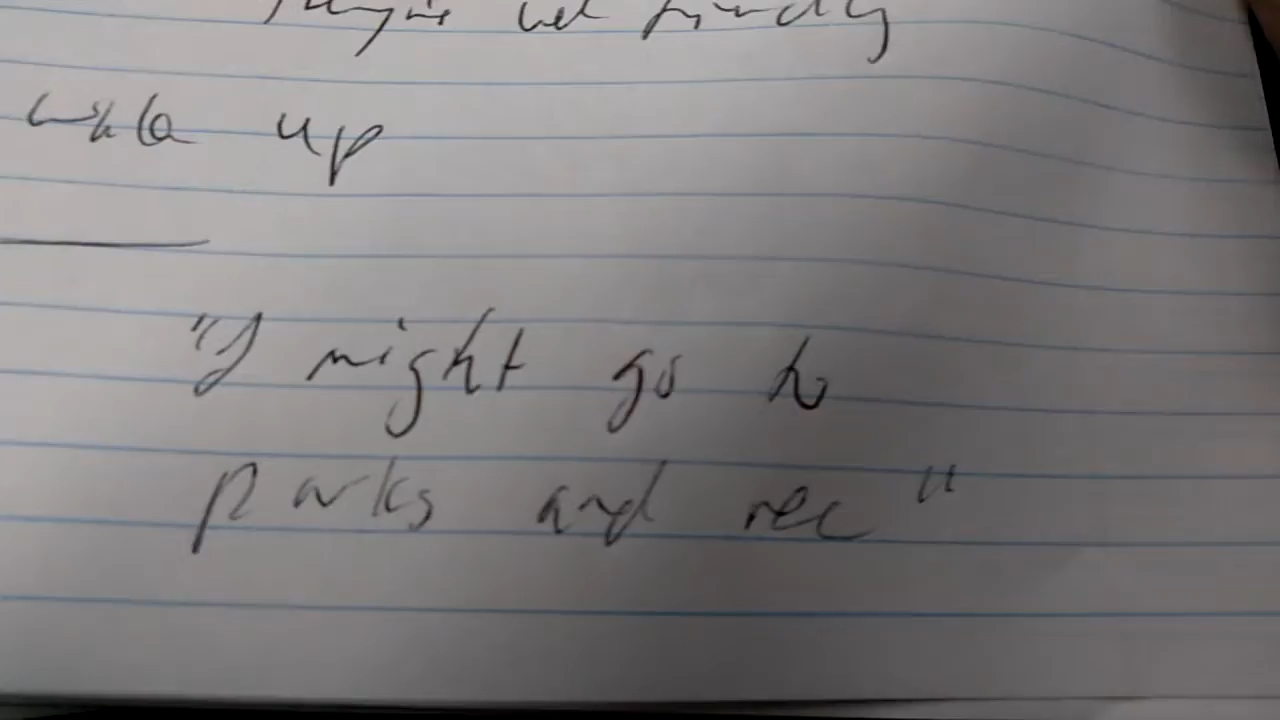 up
"I might go to
parks and rec"